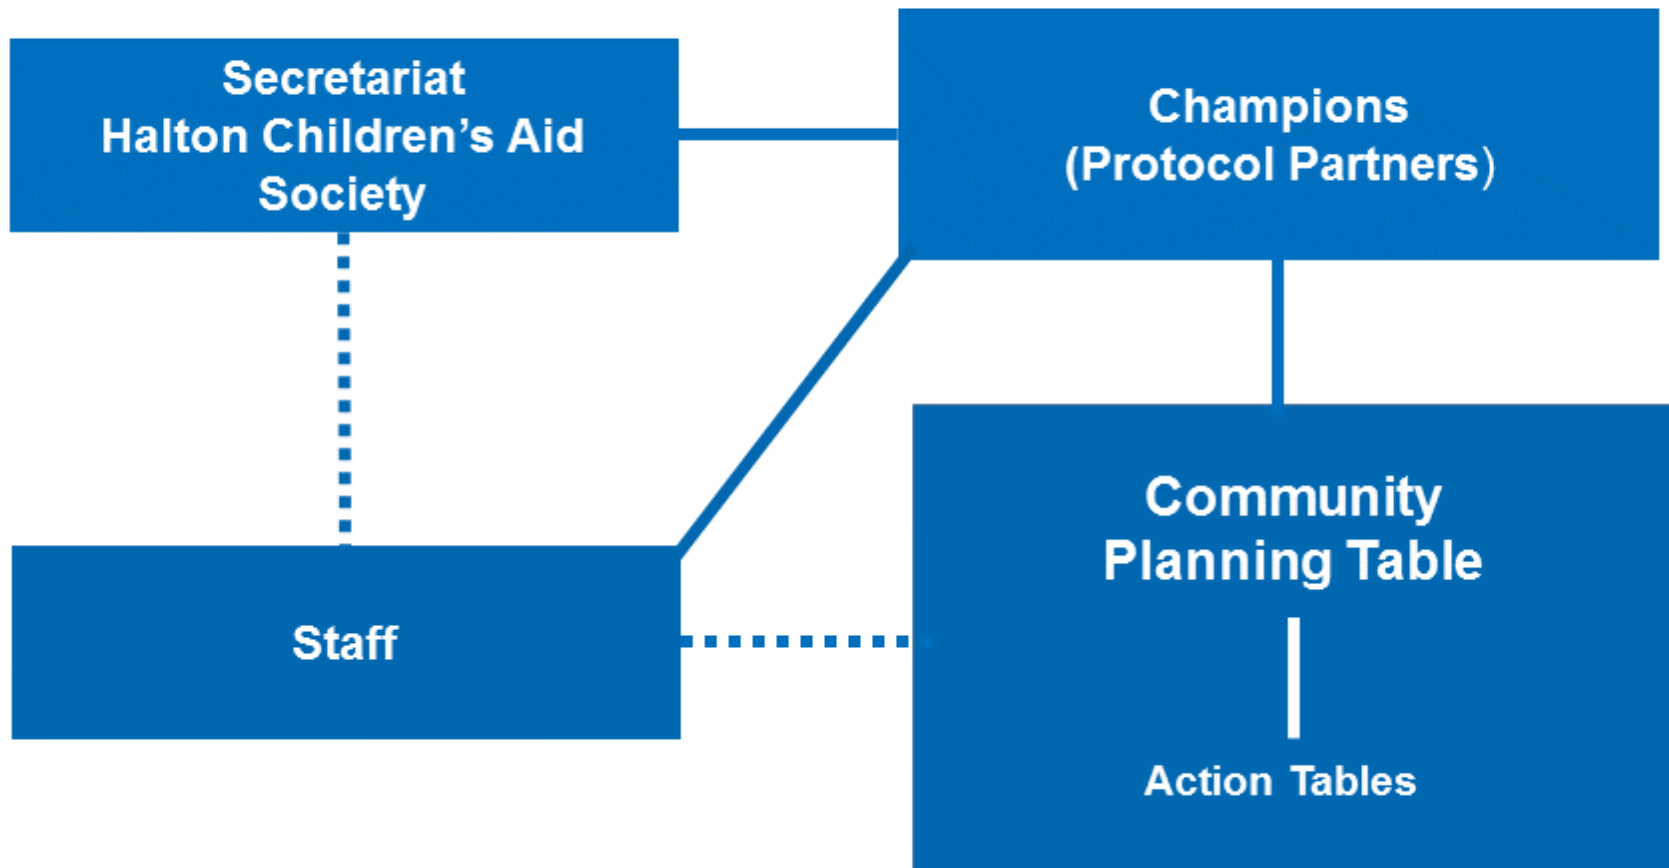 Secretariat
Halton Children’s Aid
Society
Champions
(Protocol Partners)
Staff
Community
Planning Table
Action Tables